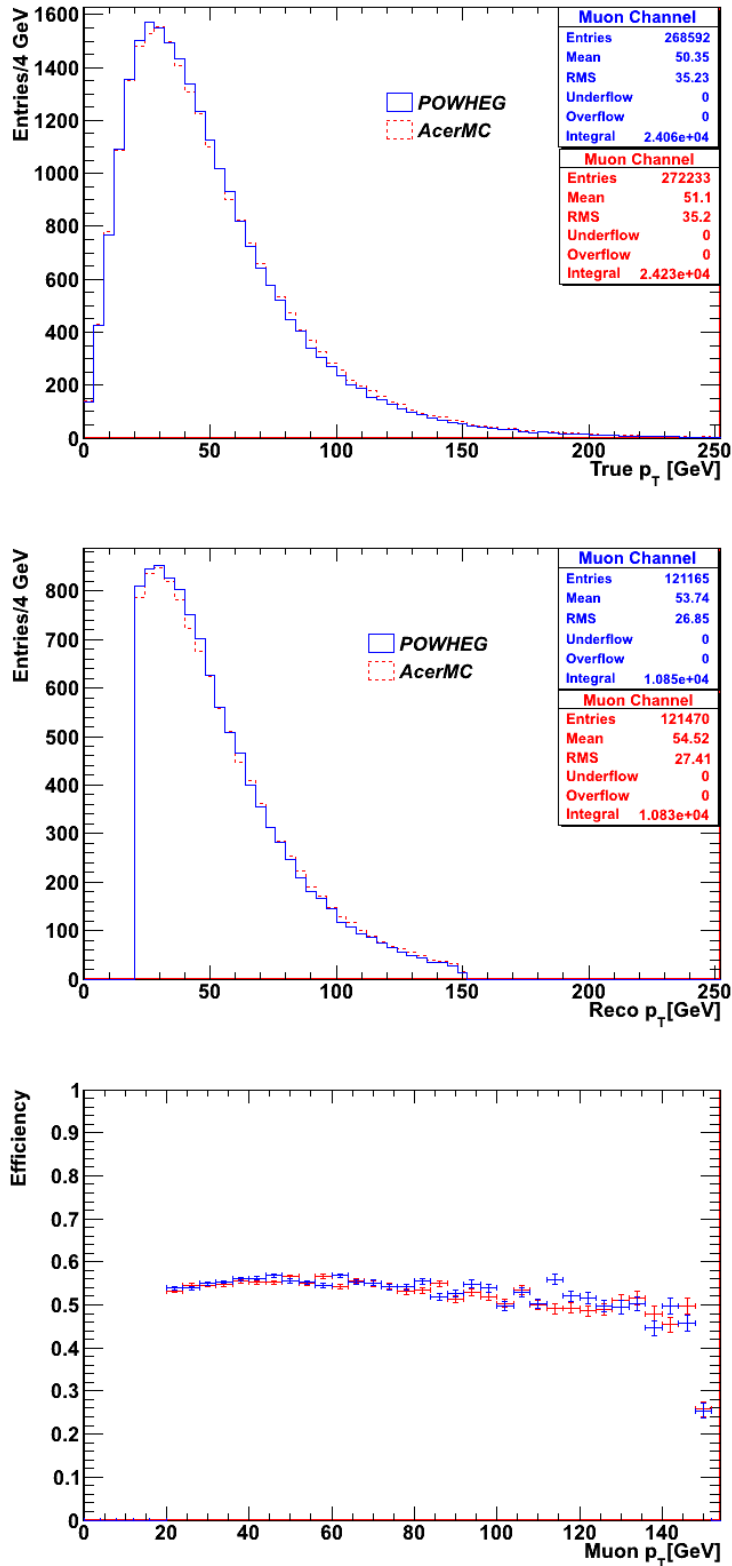 Entries/4 GeV
1600
1400
1200
1000
800
600
400
200
0
0 50 100 150 200 250
True p_T [GeV]
POWHEG
AcerMC
Muon Channel
Entries 268592
Mean 50.35
RMS 35.23
Underflow 0
Overflow 0
Integral 2.406e+04
Muon Channel
Entries 272233
Mean 51.1
RMS 35.2
Underflow 0
Overflow 0
Integral 2.423e+04
Entries/4 GeV
800
700
600
500
400
300
200
100
0
0 50 100 150 200 250
Reco p_T[GeV]
POWHEG
AcerMC
Muon Channel
Entries 121165
Mean 53.74
RMS 26.85
Underflow 0
Overflow 0
Integral 1.085e+04
Muon Channel
Entries 121470
Mean 54.52
RMS 27.41
Underflow 0
Overflow 0
Integral 1.083e+04
Efficiency
1
0.9
0.8
0.7
0.6
0.5
0.4
0.3
0.2
0.1
0
0 20 40 60 80 100 120 140
Muon p_T[GeV]